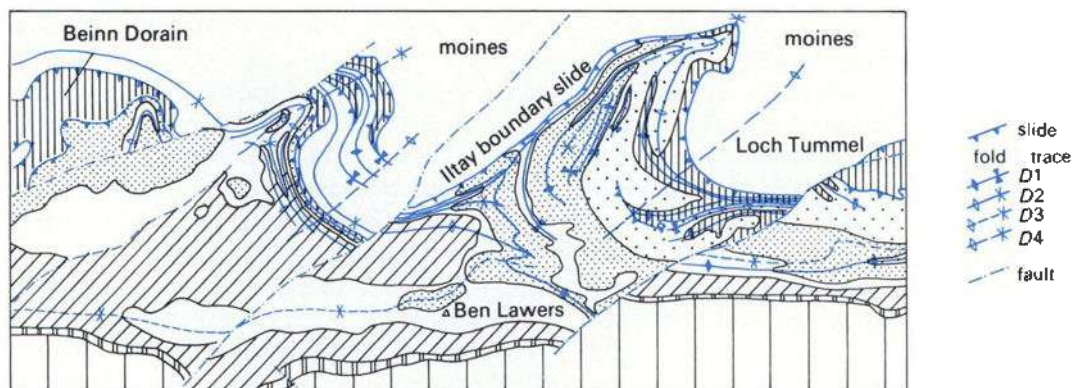 Beinn Dorain
moines
moines
Iltay boundary slide
Loch Tummel
Ben Lawers
slide
fold trace
D1
D2
D3
D4
fault